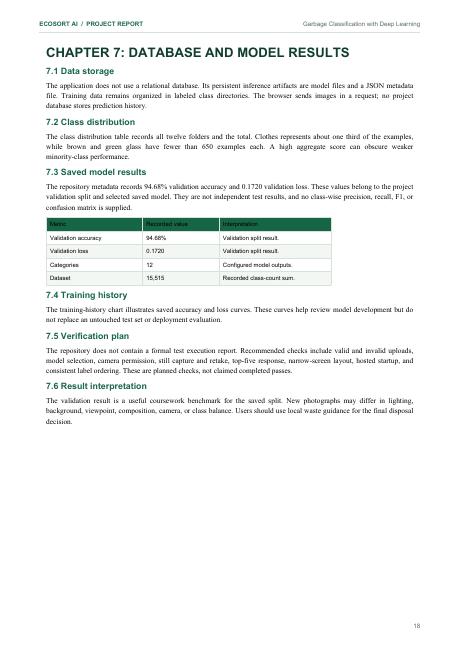 ECOSORT AI / PROJECT REPORT
Garbage Classification with Deep Learning
CHAPTER 7: DATABASE AND MODEL RESULTS
7.1 Data storage
The application does not use a relational database. Its persistent inference artifacts are model files and a JSON metadata
file. Training data remains organized in labeled class directories. The browser sends images in a request; no project
database stores prediction history.
7.2 Class distribution
The class distribution table records all twelve folders and the total. Clothes represents about one third of the examples,
while brown and green glass have fewer than 650 examples each. A high aggregate score can obscure weaker
minority-class performance.
7.3 Saved model results
The repository metadata records 94.68% validation accuracy and 0.1720 validation loss. These values belong to the project
validation split and selected saved model. They are not independent test results, and no class-wise precision, recall, F1, or
confusion matrix is supplied.
Metric Recorded value Interpretation
Validation accuracy 94.68% Validation split result.
Validation loss 0.1720 Validation split result.
Categories 12 Configured model outputs.
Dataset 15,515 Recorded class-count sum.
7.4 Training history
The training-history chart illustrates saved accuracy and loss curves. These curves help review model development but do
not replace an untouched test set or deployment evaluation.
7.5 Verification plan
The repository does not contain a formal test execution report. Recommended checks include valid and invalid uploads,
model selection, camera permission, still capture and retake, top-five response, narrow-screen layout, hosted startup, and
consistent label ordering. These are planned checks, not claimed completed passes.
7.6 Result interpretation
The validation result is a useful coursework benchmark for the saved split. New photographs may differ in lighting,
background, viewpoint, composition, camera, or class balance. Users should use local waste guidance for the final disposal
decision.
18